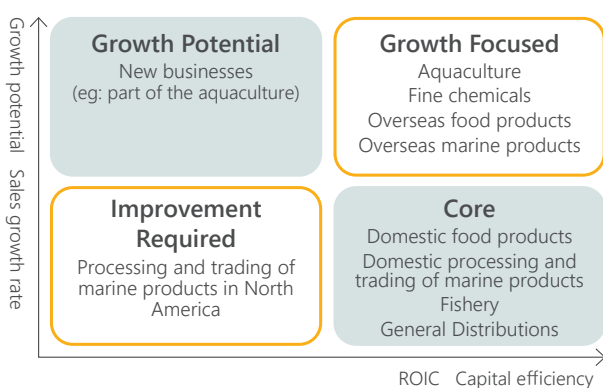 Growth potential Sales growth rate
Growth Potential
New businesses
(eg: part of the aquaculture)
Growth Focused
Aquaculture
Fine chemicals
Overseas food products
Overseas marine products
Improvement
Required
Processing and trading of
marine products in North
America
Core
Domestic food products
Domestic processing and
trading of marine products
Fishery
General Distributions
ROIC Capital efficiency